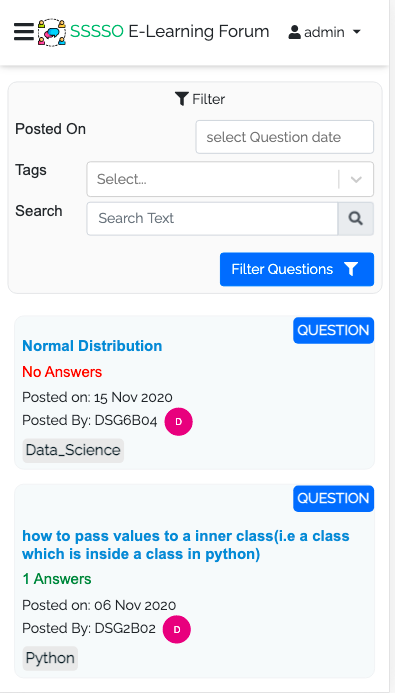 SSSSO E-Learning Forum admin
Filter
Posted On
select Question date
Tags
Select...
Search
Search Text
Filter Questions
QUESTION
Normal Distribution
No Answers
Posted on: 15 Nov 2020
Posted By: DSG6B04 D
Data_Science
QUESTION
how to pass values to a inner class(i.e a class
which is inside a class in python)
1 Answers
Posted on: 06 Nov 2020
Posted By: DSG2B02 D
Python